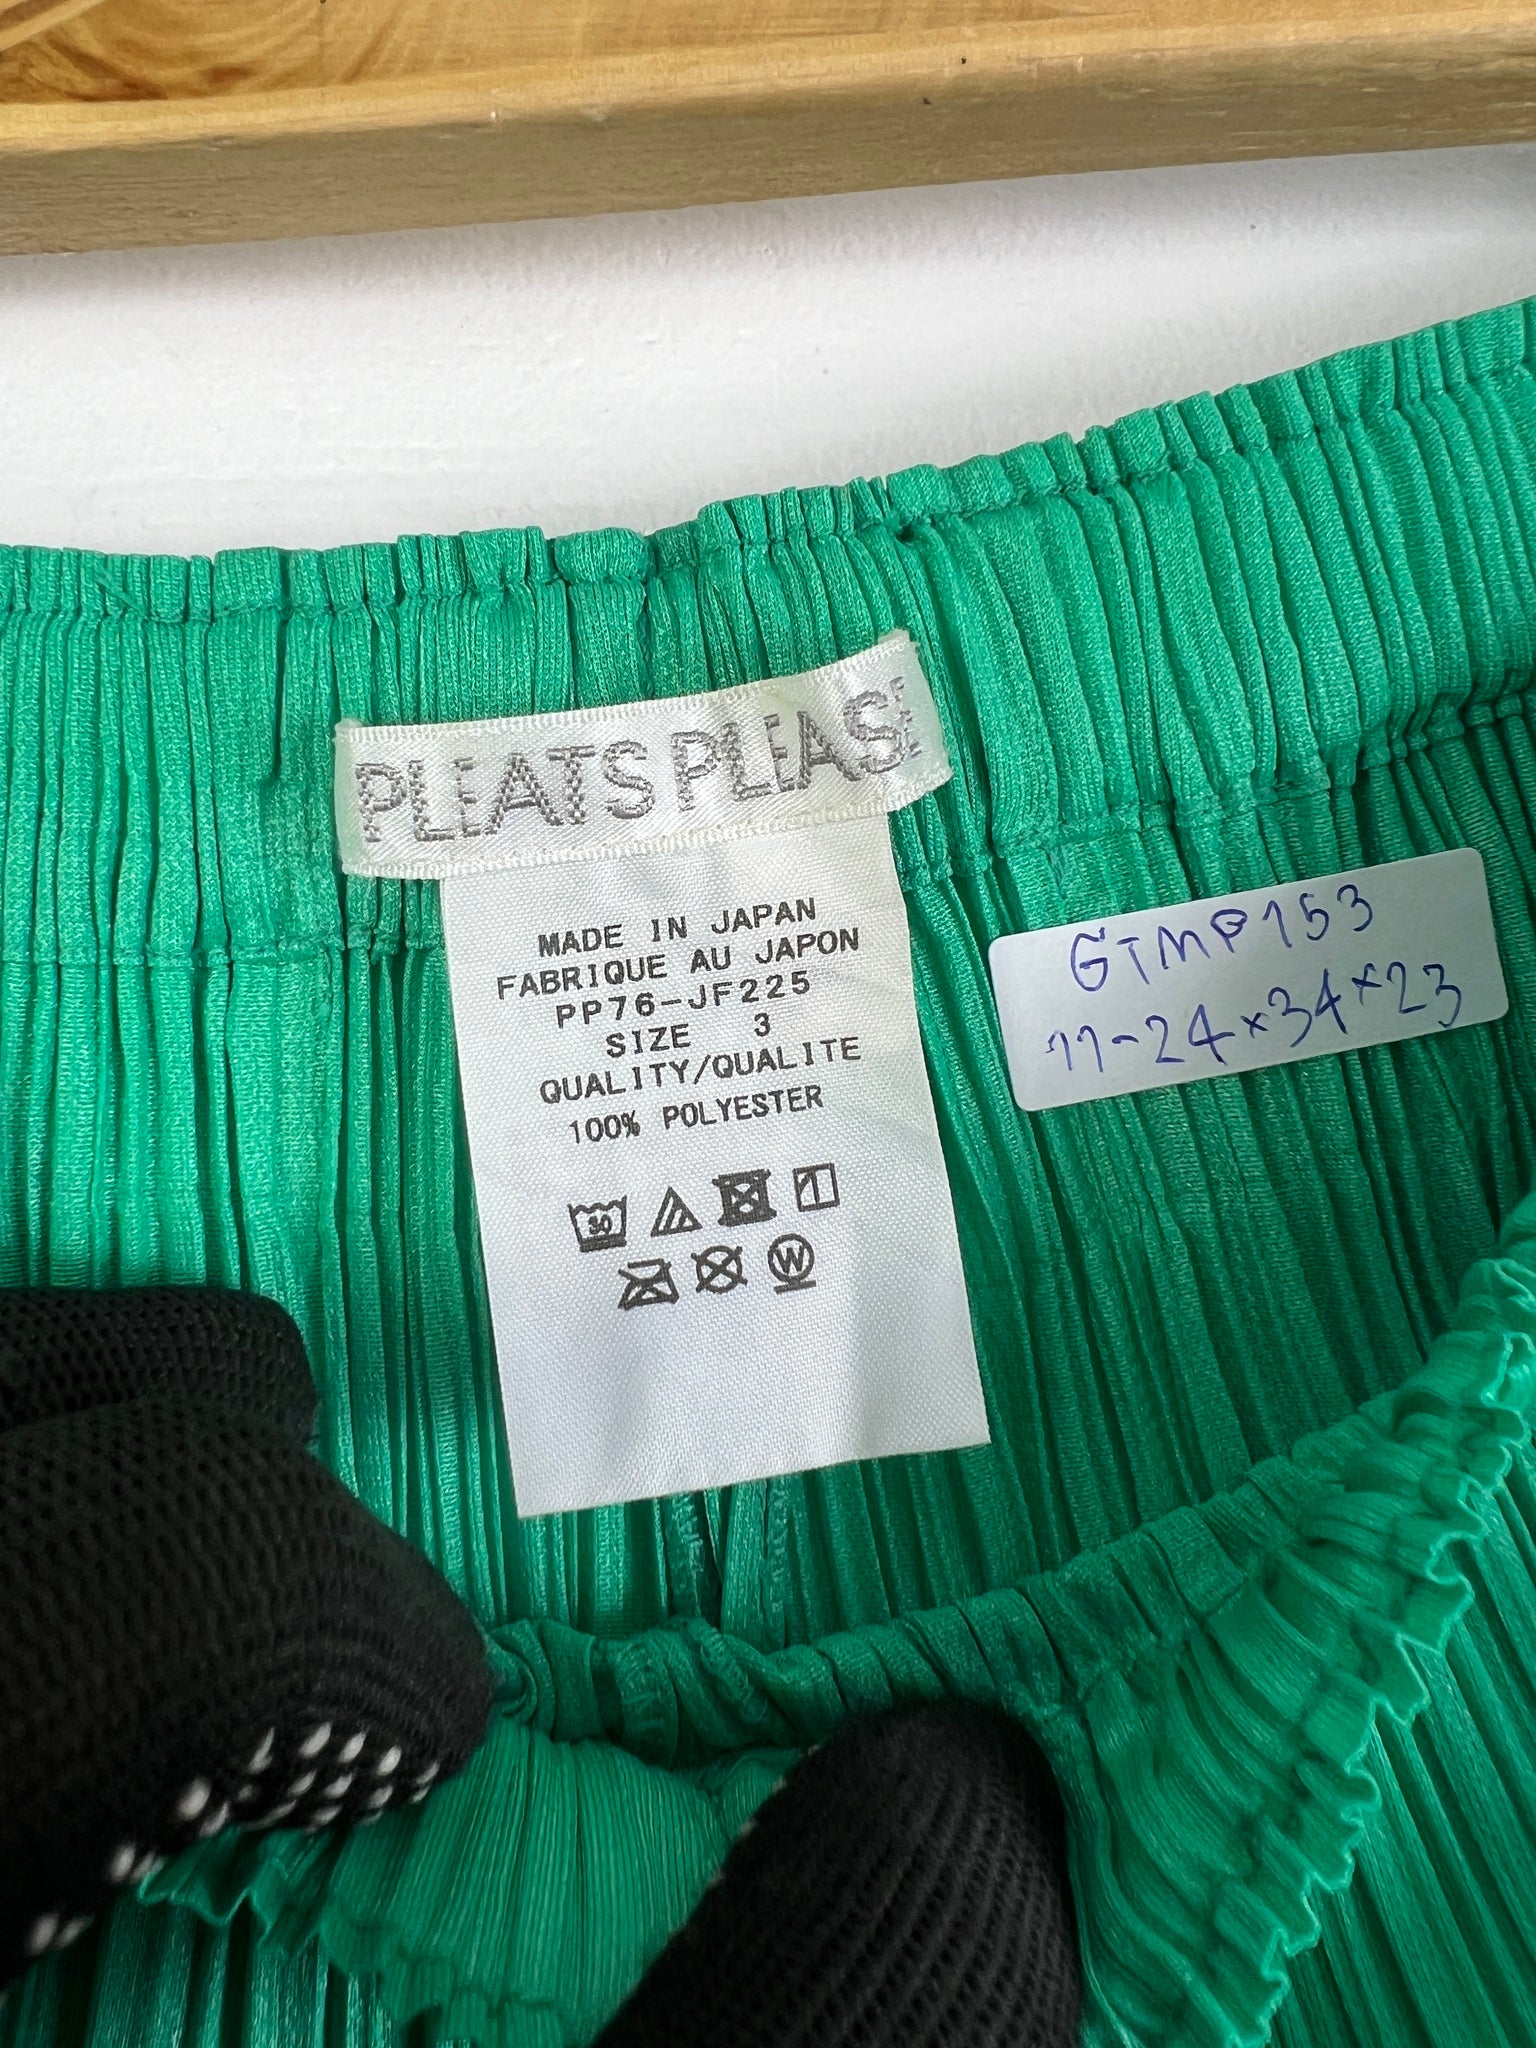 PLEATS PLEASE
MADE IN JAPAN
FABRIQUE AU JAPON
PP76-JF225
SIZE 3
QUALITY/QUALITE
100% POLYESTER
30
W
GTMP153
11-24×34×23